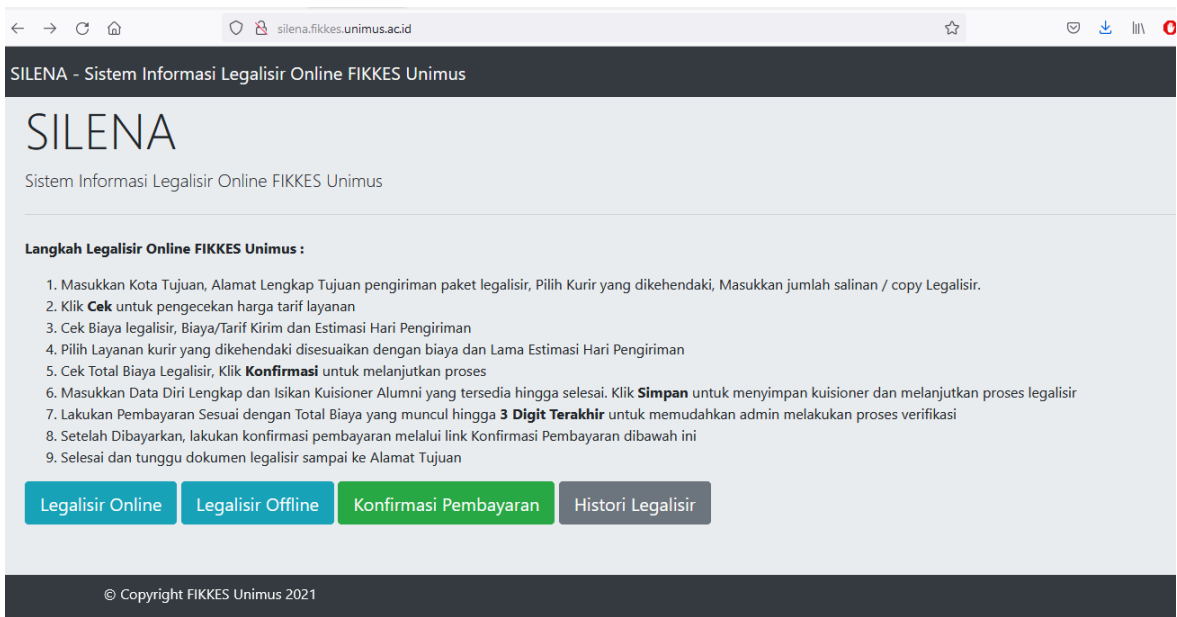 silena.fikkes.unimus.ac.id
SILENA - Sistem Informasi Legalisir Online FIKKES Unimus
SILENA
Sistem Informasi Legalisir Online FIKKES Unimus
Langkah Legalisir Online FIKKES Unimus :
1. Masukkan Kota Tujuan, Alamat Lengkap Tujuan pengiriman paket legalisir, Pilih Kurir yang dikehendaki, Masukkan jumlah salinan / copy Legalisir.
2. Klik Cek untuk pengecekan harga tarif layanan
3. Cek Biaya legalisir, Biaya/Tarif Kirim dan Estimasi Hari Pengiriman
4. Pilih Layanan kurir yang dikehendaki disesuaikan dengan biaya dan Lama Estimasi Hari Pengiriman
5. Cek Total Biaya Legalisir, Klik Konfirmasi untuk melanjutkan proses
6. Masukkan Data Diri Lengkap dan Isikan Kuisioner Alumni yang tersedia hingga selesai. Klik Simpan untuk menyimpan kuisioner dan melanjutkan proses legalisir
7. Lakukan Pembayaran Sesuai dengan Total Biaya yang muncul hingga 3 Digit Terakhir untuk memudahkan admin melakukan proses verifikasi
8. Setelah Dibayarkan, lakukan konfirmasi pembayaran melalui link Konfirmasi Pembayaran dibawah ini
9. Selesai dan tunggu dokumen legalisir sampai ke Alamat Tujuan
Legalisir Online Legalisir Offline Konfirmasi Pembayaran Histori Legalisir
© Copyright FIKKES Unimus 2021